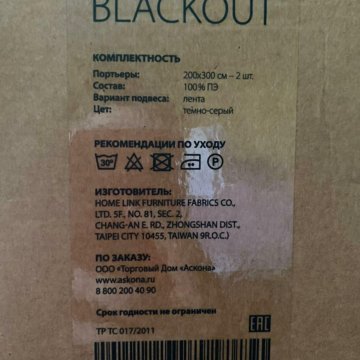 BLACKOUT
КОМПЛЕКТНОСТЬ
Портьеры: 200х300 см – 2 шт.
Состав: 100% ПЭ
Вариант подвеса: лента
Цвет: темно-серый
РЕКОМЕНДАЦИИ ПО УХОДУ
30° P
ИЗГОТОВИТЕЛЬ:
HOME LINK FURNITURE FABRICS CO.,
LTD. 5F., NO. 81, SEC. 2,
CHANG-AN E. RD., ZHONGSHAN DIST.,
TAIPEI CITY 10455, TAIWAN 9R.O.C.)
ПО ЗАКАЗУ:
ООО «Торговый Дом «Аскона»
www.askona.ru
8 800 200 40 90
Срок годности не ограничен
ТР ТС 017/2011
EAC